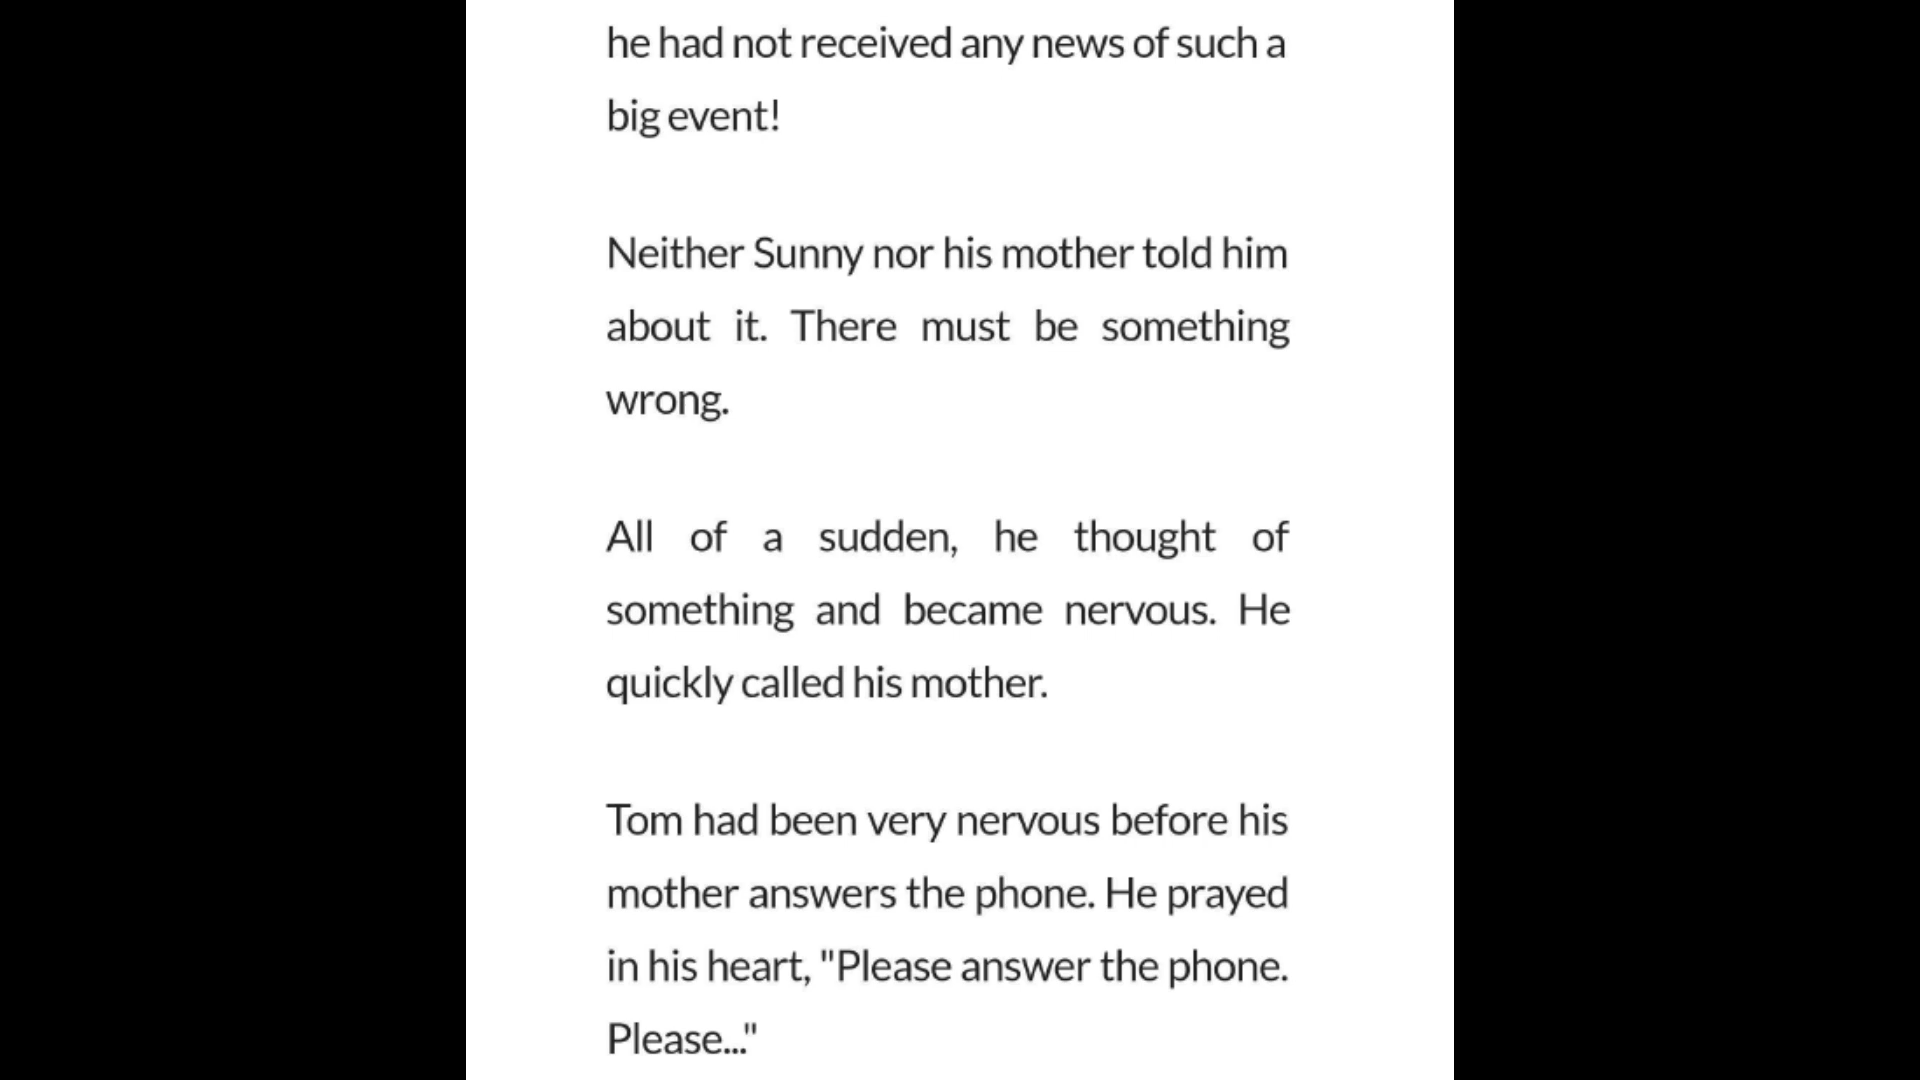 he had not received any news of such a
big event!
Neither Sunny nor his mother told him
about it. There must be something
wrong.
All of a sudden, he thought of
something and became nervous. He
quickly called his mother.
Tom had been very nervous before his
mother answers the phone. He prayed
in his heart, "Please answer the phone.
Please..."